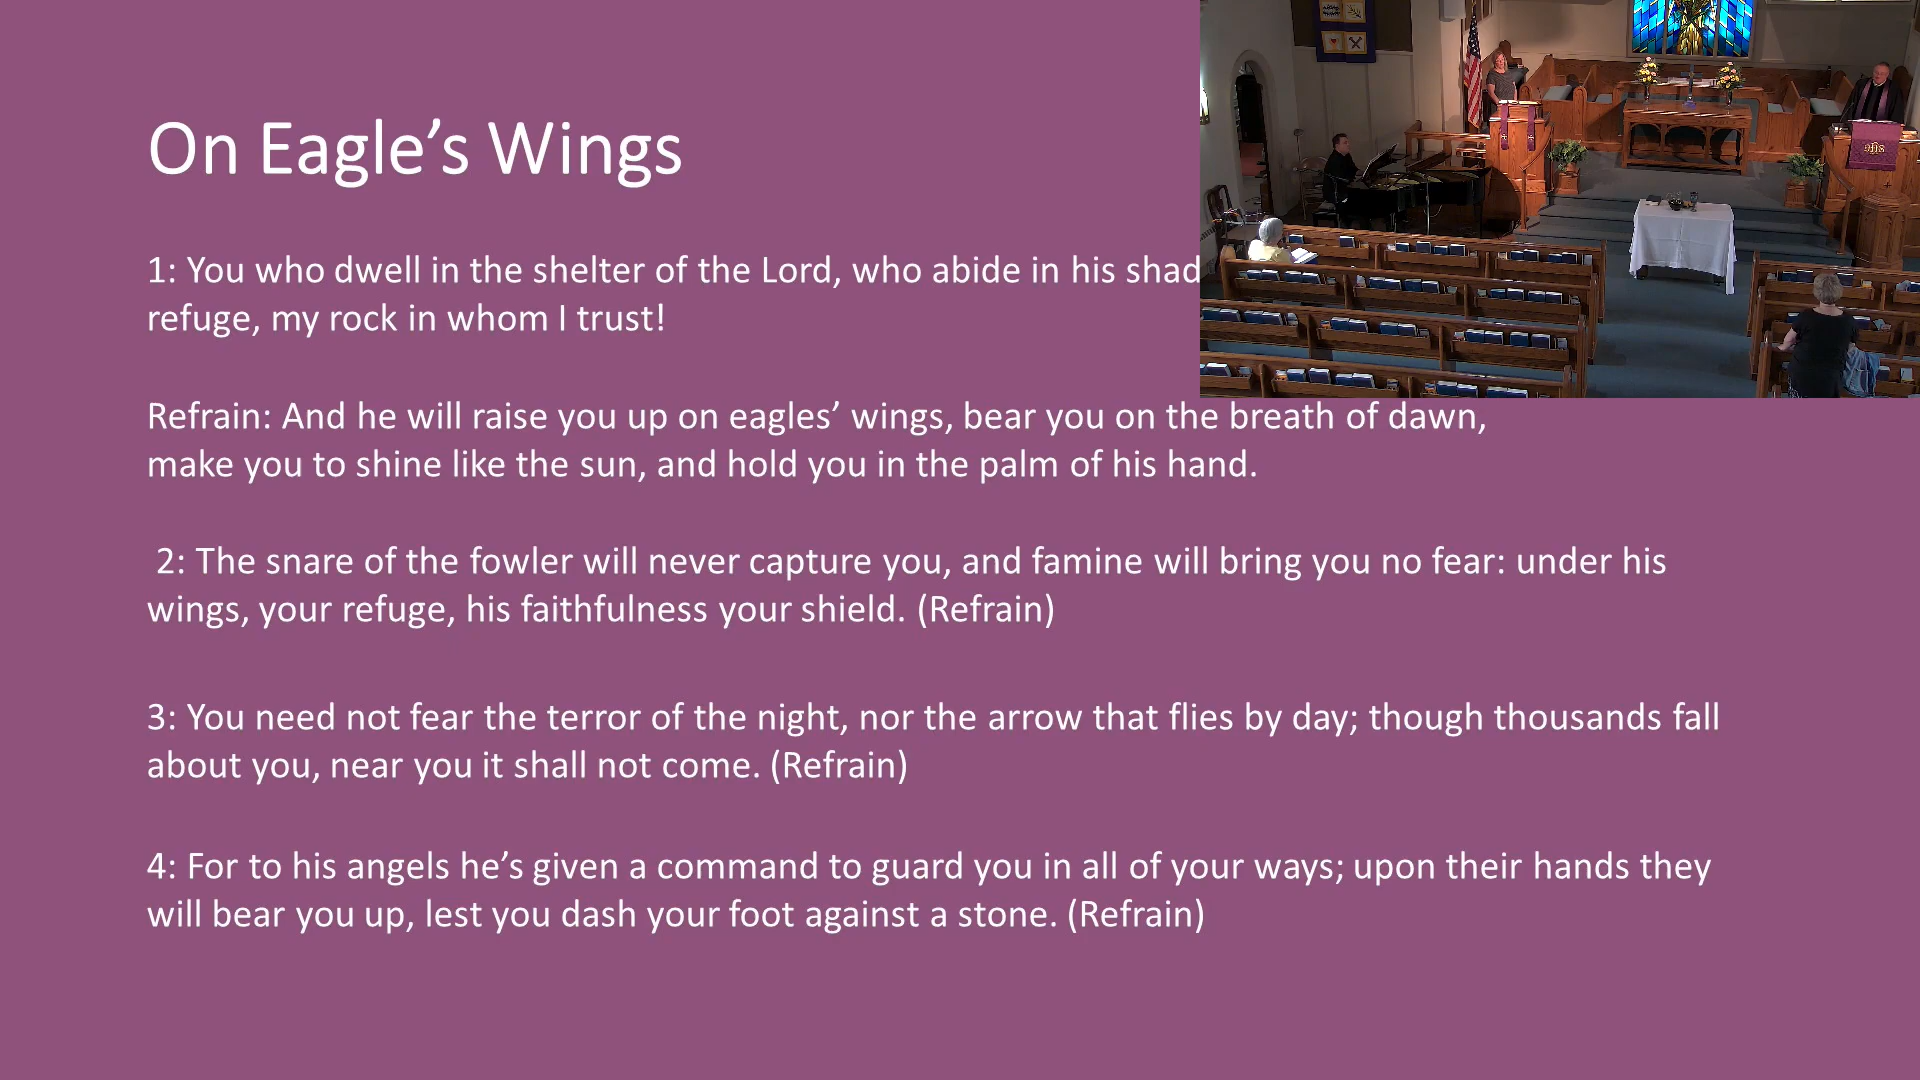 On Eagle’s Wings
1: You who dwell in the shelter of the Lord, who abide in his
refuge, my rock in whom I trust!
Refrain: And he will raise you up on eagles’ wings, bear you on the breath of dawn,
make you to shine like the sun, and hold you in the palm of his hand.
2: The snare of the fowler will never capture you, and famine will bring you no fear: under his
wings, your refuge, his faithfulness your shield. (Refrain)
3: You need not fear the terror of the night, nor the arrow that flies by day; though thousands fall
about you, near you it shall not come. (Refrain)
4: For to his angels he’s given a command to guard you in all of your ways; upon their hands they
will bear you up, lest you dash your foot against a stone. (Refrain)